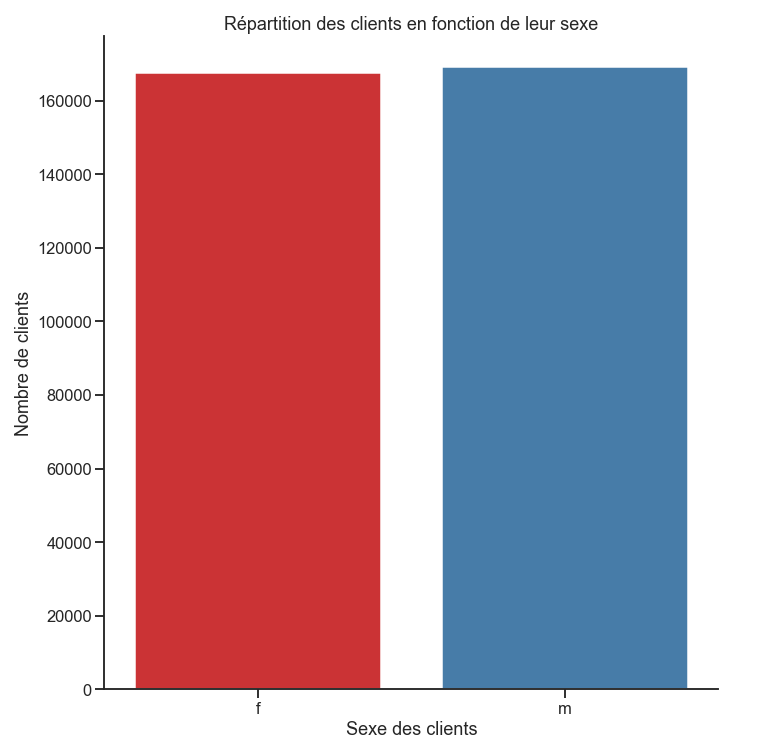 Répartition des clients en fonction de leur sexe
160000
140000
120000
100000
80000
60000
40000
20000
0
Nombre de clients
f
m
Sexe des clients